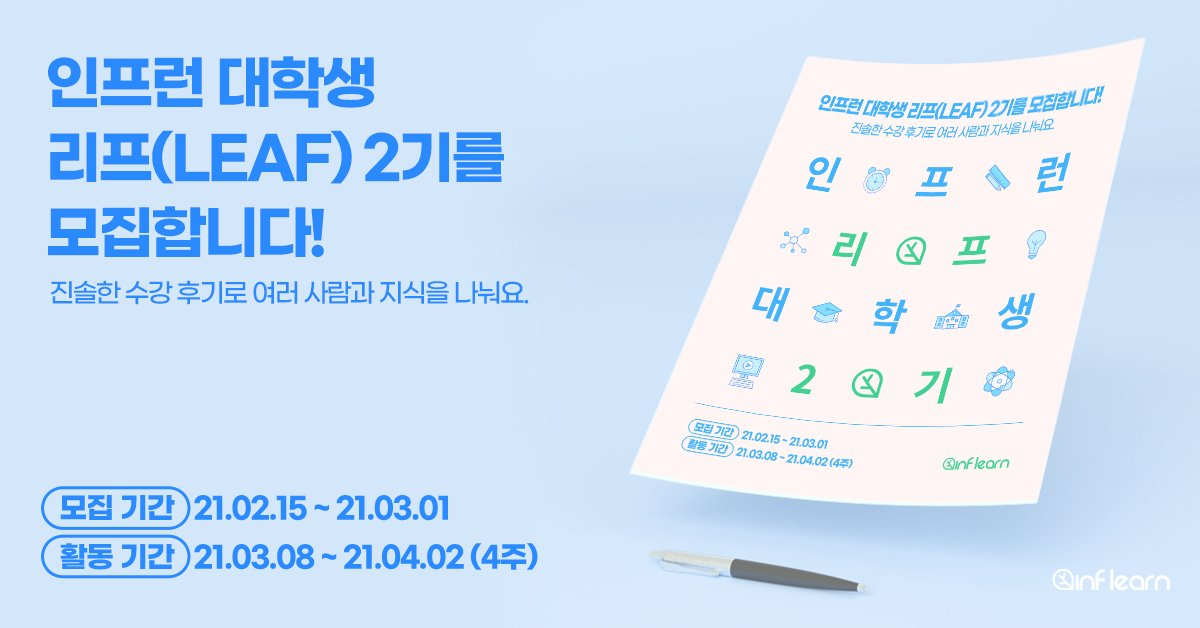 인프런 대학생
리프(LEAF) 2기를
모집합니다!
진솔한 수강 후기로 여러 사람과 지식을 나눠요.
모집 기간 21.02.15 ~ 21.03.01
활동 기간 21.03.08 ~ 21.04.02 (4주)
인프런 대학생 리프(LEAF) 2기를 모집합니다!
진솔한 수강 후기로 여러 사람과 지식을 나눠요.
인 프 런
리 프
대 학 생
2 기
모집 기간 21.02.15 ~ 21.03.01
활동 기간 21.03.08 ~ 21.04.02 (4주)
inflearn
inflearn